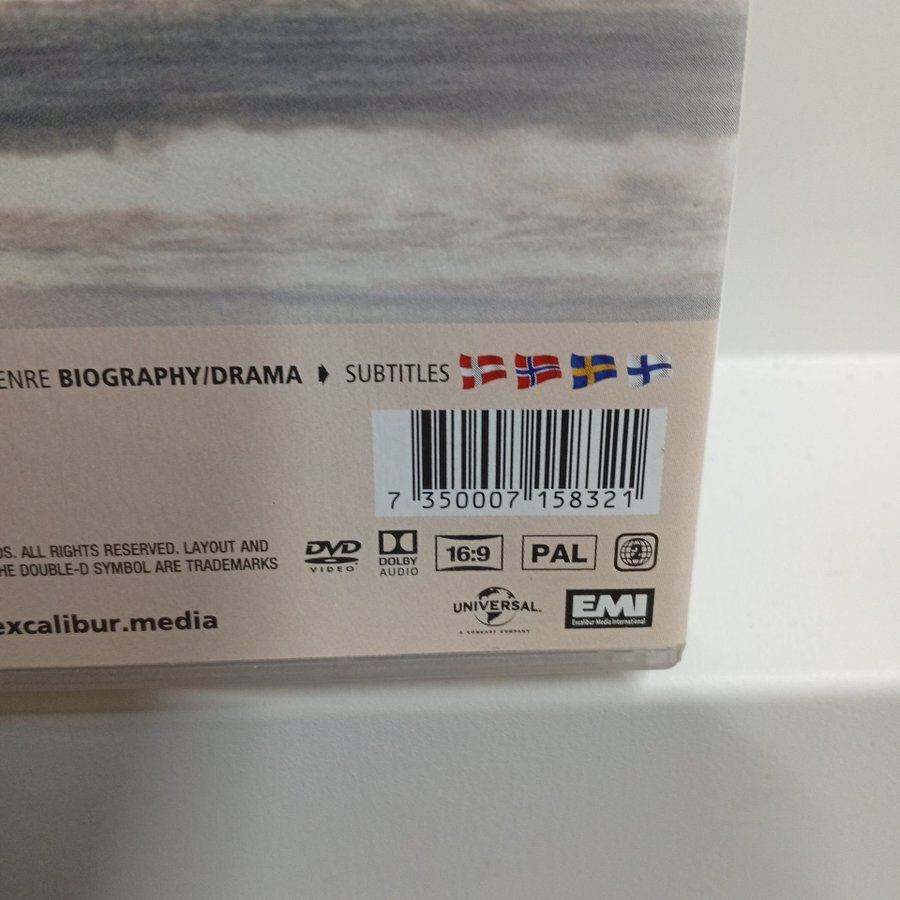 ENRE BIOGRAPHY/DRAMA SUBTITLES
7 350007 158321
OS. ALL RIGHTS RESERVED. LAYOUT AND
HE DOUBLE-D SYMBOL ARE TRADEMARKS
DVD
VIDEO
DOLBY
AUDIO
16:9
PAL
2
excalibur.media
UNIVERSAL
A COMCAST COMPANY
EMI
Excalibur Media International